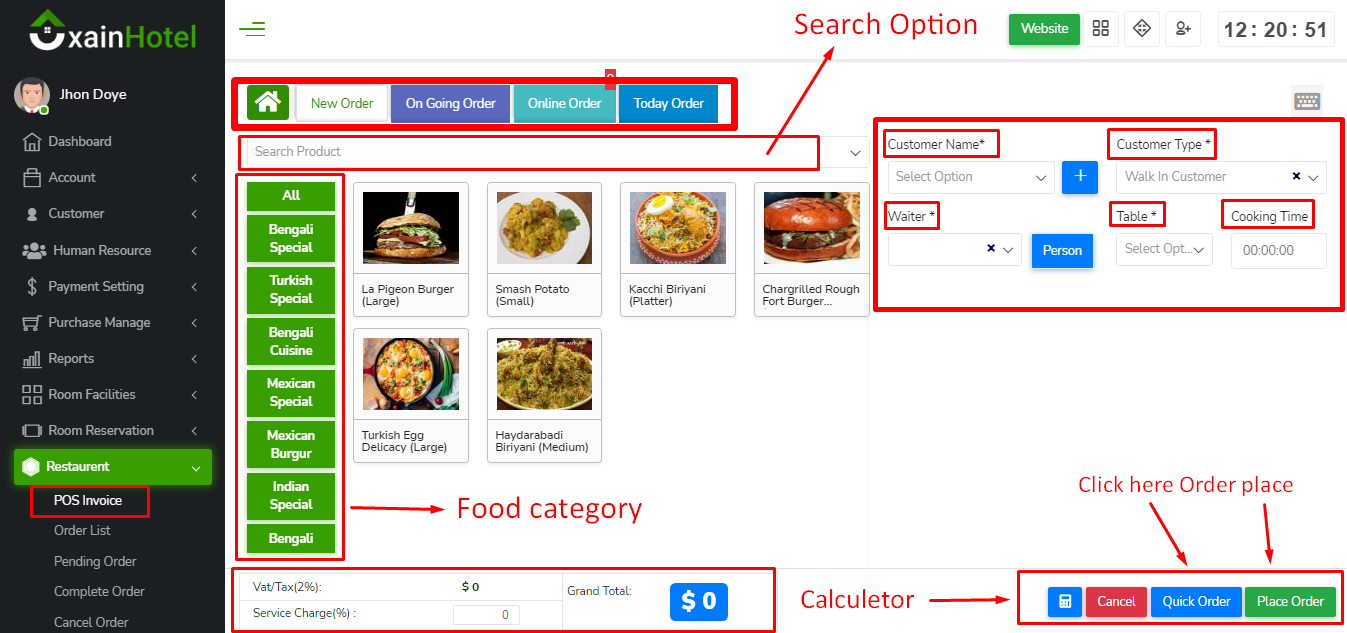 xainHotel
Search Option
Website
12 : 20 : 51
Jhon Doye
New Order
On Going Order
Online Order
Today Order
Dashboard
Account
Customer
Human Resource
Payment Setting
Purchase Manage
Reports
Room Facilities
Room Reservation
Restaurent
POS Invoice
Order List
Pending Order
Complete Order
Cancel Order
Search Product
All
Bengali
Special
Turkish
Special
Bengali
Cuisine
Mexican
Special
Mexican
Burgur
Indian
Special
Bengali
La Pigeon Burger
(Large)
Smash Potato
(Small)
Kacchi Biriyani
(Platter)
Chargrilled Rough
Fort Burger...
Turkish Egg
Delicacy (Large)
Haydarabadi
Biriyani (Medium)
Food category
Customer Name*
Select Option
+
Customer Type *
Walk In Customer
Waiter *
Person
Table *
Select Opt...
Cooking Time
00:00:00
Click here Order place
Vat/Tax(2%):
$ 0
Service Charge(%) :
0
Grand Total:
$ 0
Calculetor
Cancel
Quick Order
Place Order